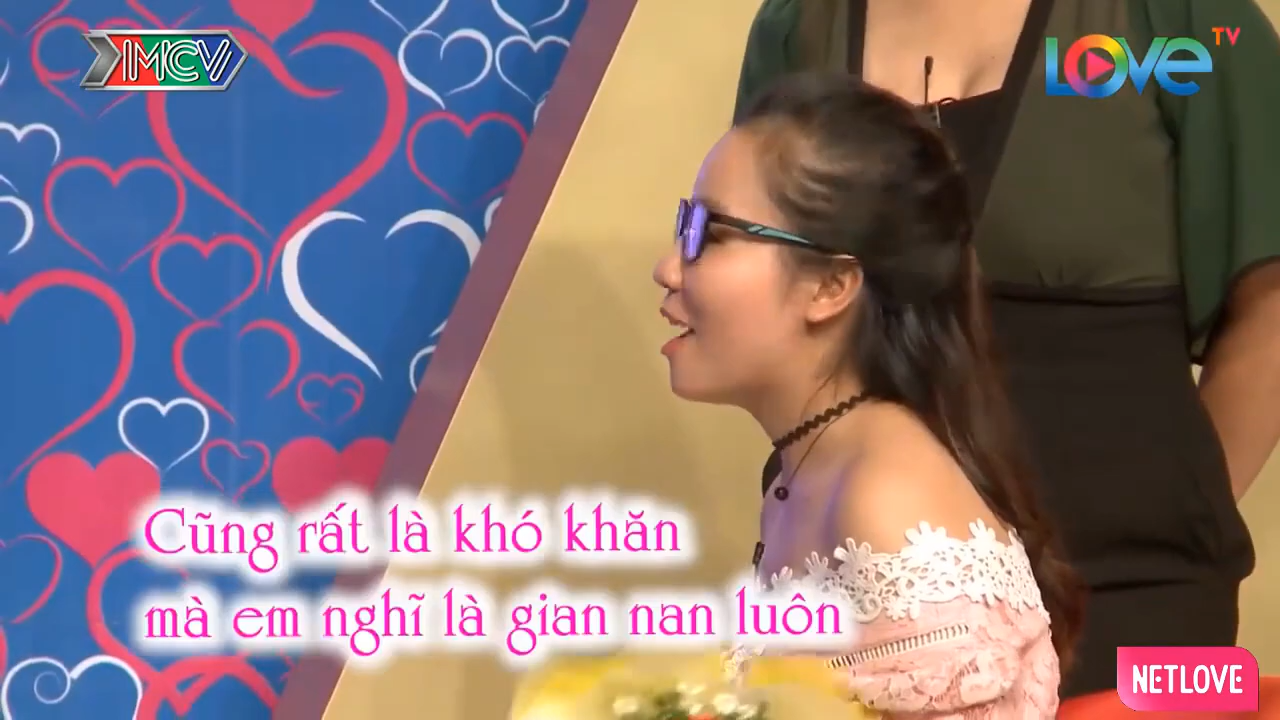 MCV
LOVE TV
Cũng rất là khó khăn
mà em nghĩ là gian nan luôn
NETLOVE